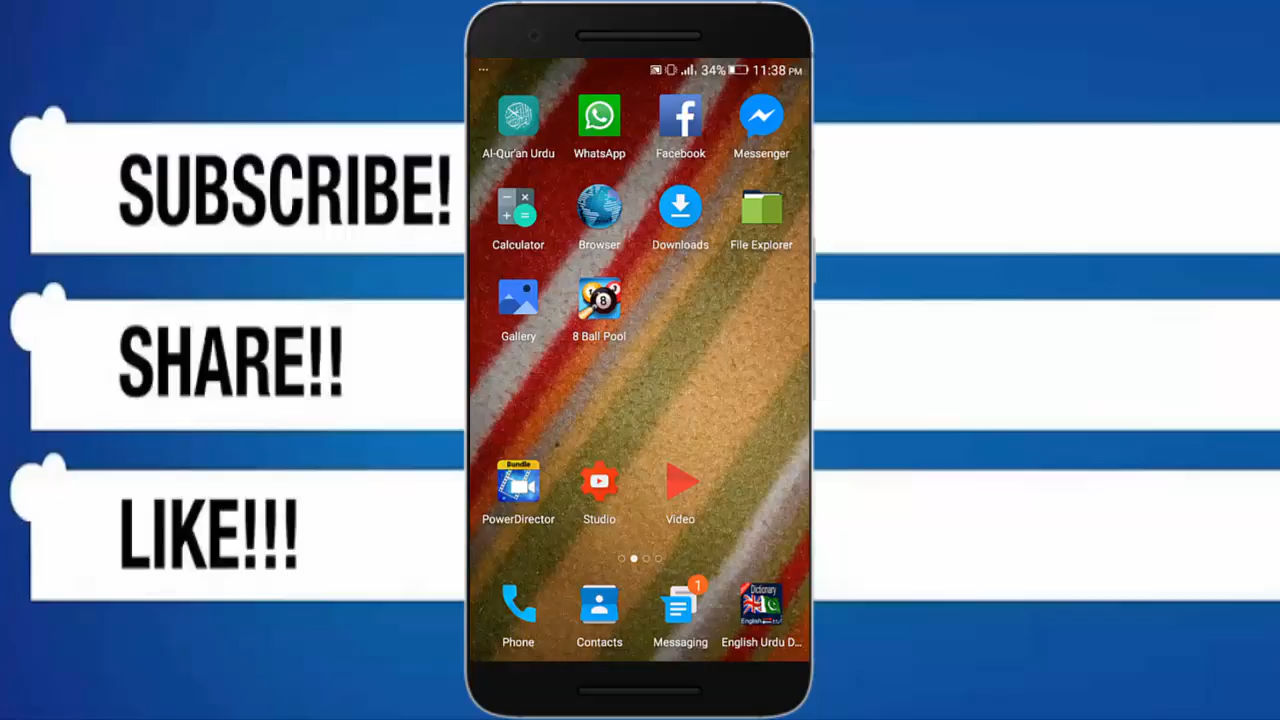 34% 11:38 PM
Al-Qur'an Urdu WhatsApp Facebook Messenger
Calculator Browser Downloads File Explorer
Gallery 8 Ball Pool
Bundle
PowerDirector Studio Video
1
Dictionary
English
Phone Contacts Messaging English Urdu D...
SUBSCRIBE!
SHARE!!
LIKE!!!